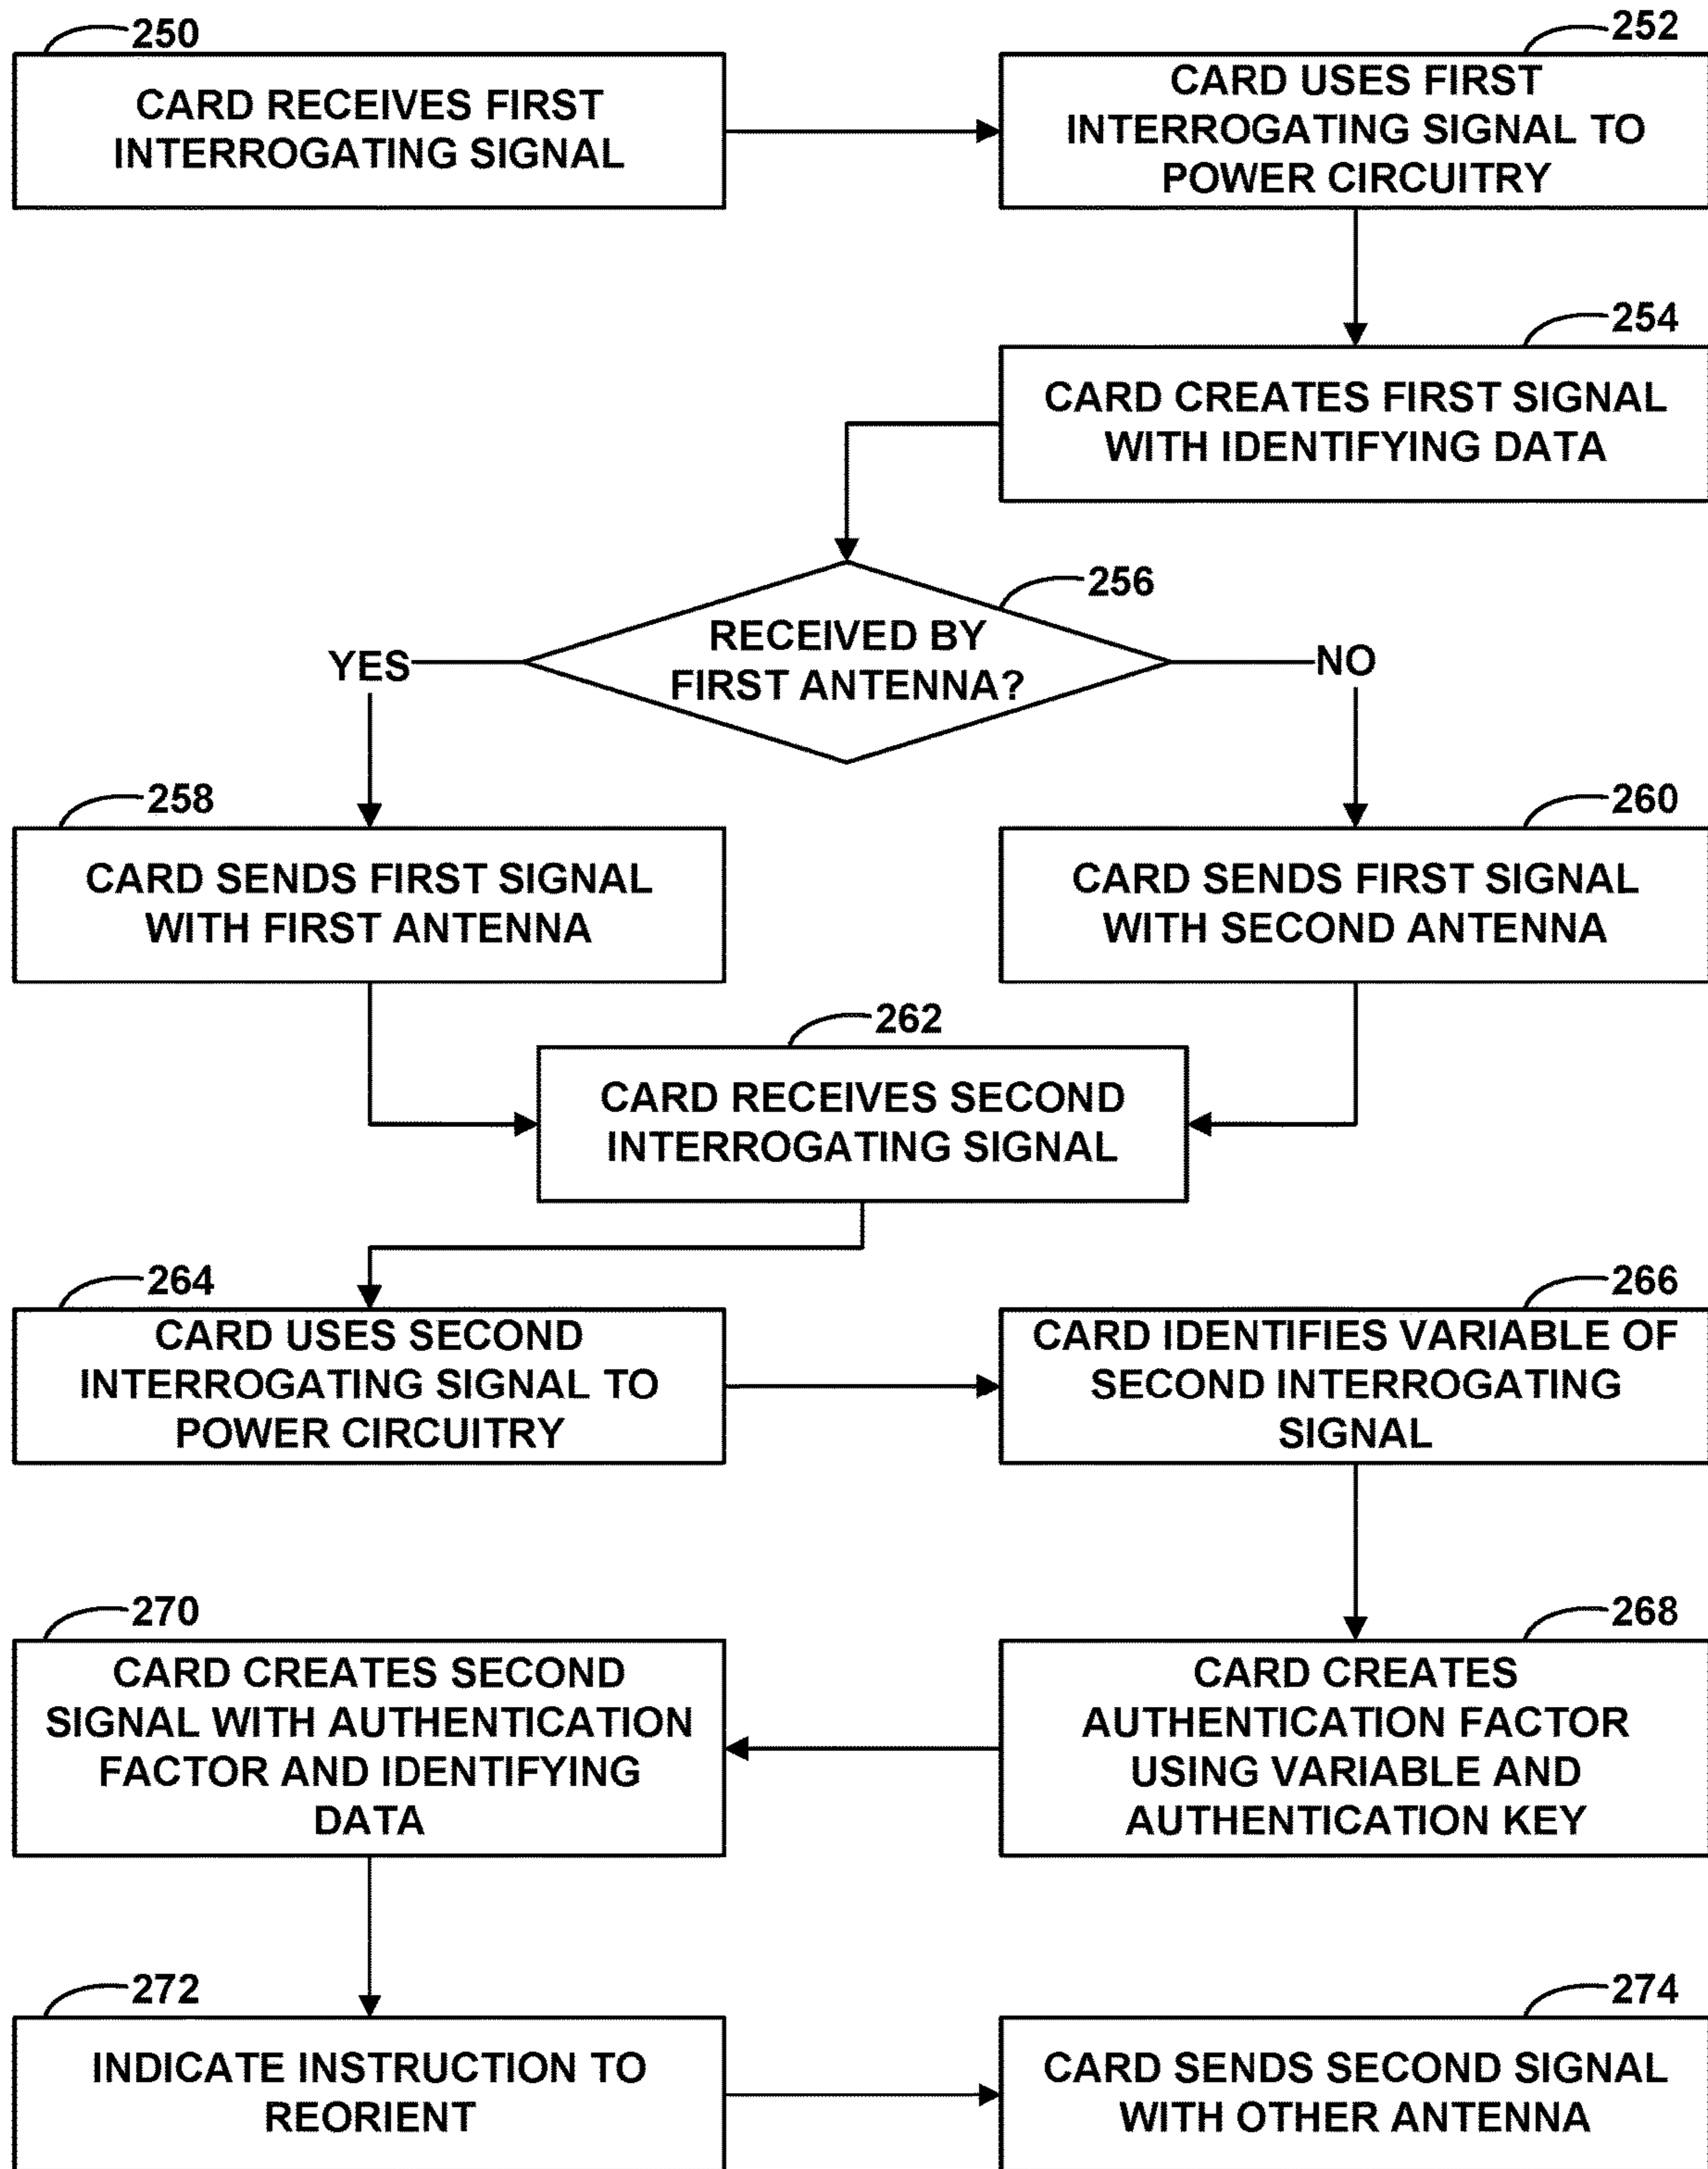 250
CARD RECEIVES FIRST
INTERROGATING SIGNAL
252
CARD USES FIRST
INTERROGATING SIGNAL TO
POWER CIRCUITRY
254
CARD CREATES FIRST SIGNAL
WITH IDENTIFYING DATA
256
RECEIVED BY
FIRST ANTENNA?
YES
NO
258
CARD SENDS FIRST SIGNAL
WITH FIRST ANTENNA
260
CARD SENDS FIRST SIGNAL
WITH SECOND ANTENNA
262
CARD RECEIVES SECOND
INTERROGATING SIGNAL
264
CARD USES SECOND
INTERROGATING SIGNAL TO
POWER CIRCUITRY
266
CARD IDENTIFIES VARIABLE OF
SECOND INTERROGATING
SIGNAL
268
CARD CREATES
AUTHENTICATION FACTOR
USING VARIABLE AND
AUTHENTICATION KEY
270
CARD CREATES SECOND
SIGNAL WITH AUTHENTICATION
FACTOR AND IDENTIFYING
DATA
272
INDICATE INSTRUCTION TO
REORIENT
274
CARD SENDS SECOND SIGNAL
WITH OTHER ANTENNA